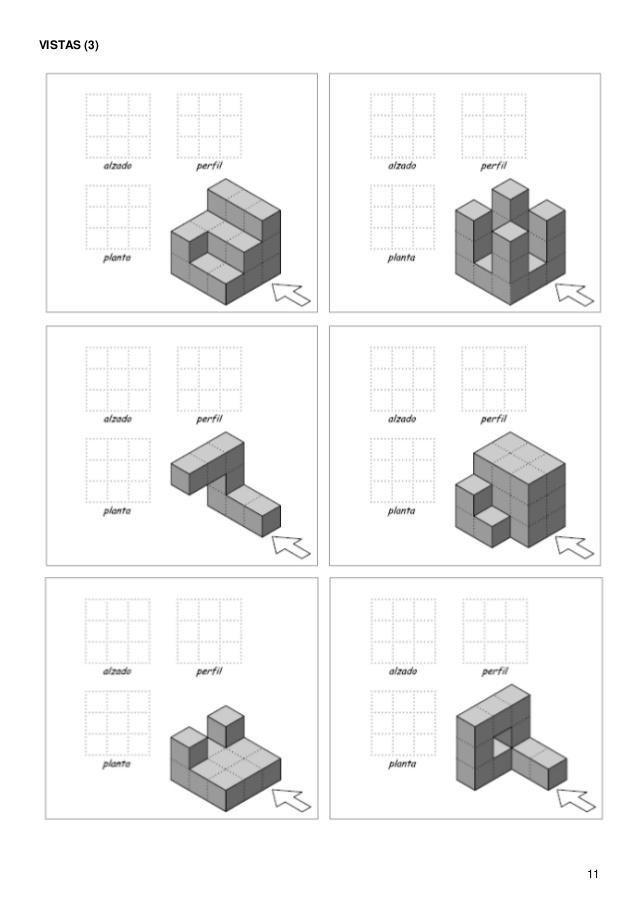 VISTAS (3)
alzado perfil
alzado perfil
planta
planta
alzado perfil
alzado perfil
planta
planta
alzado perfil
alzado perfil
planta
planta
11